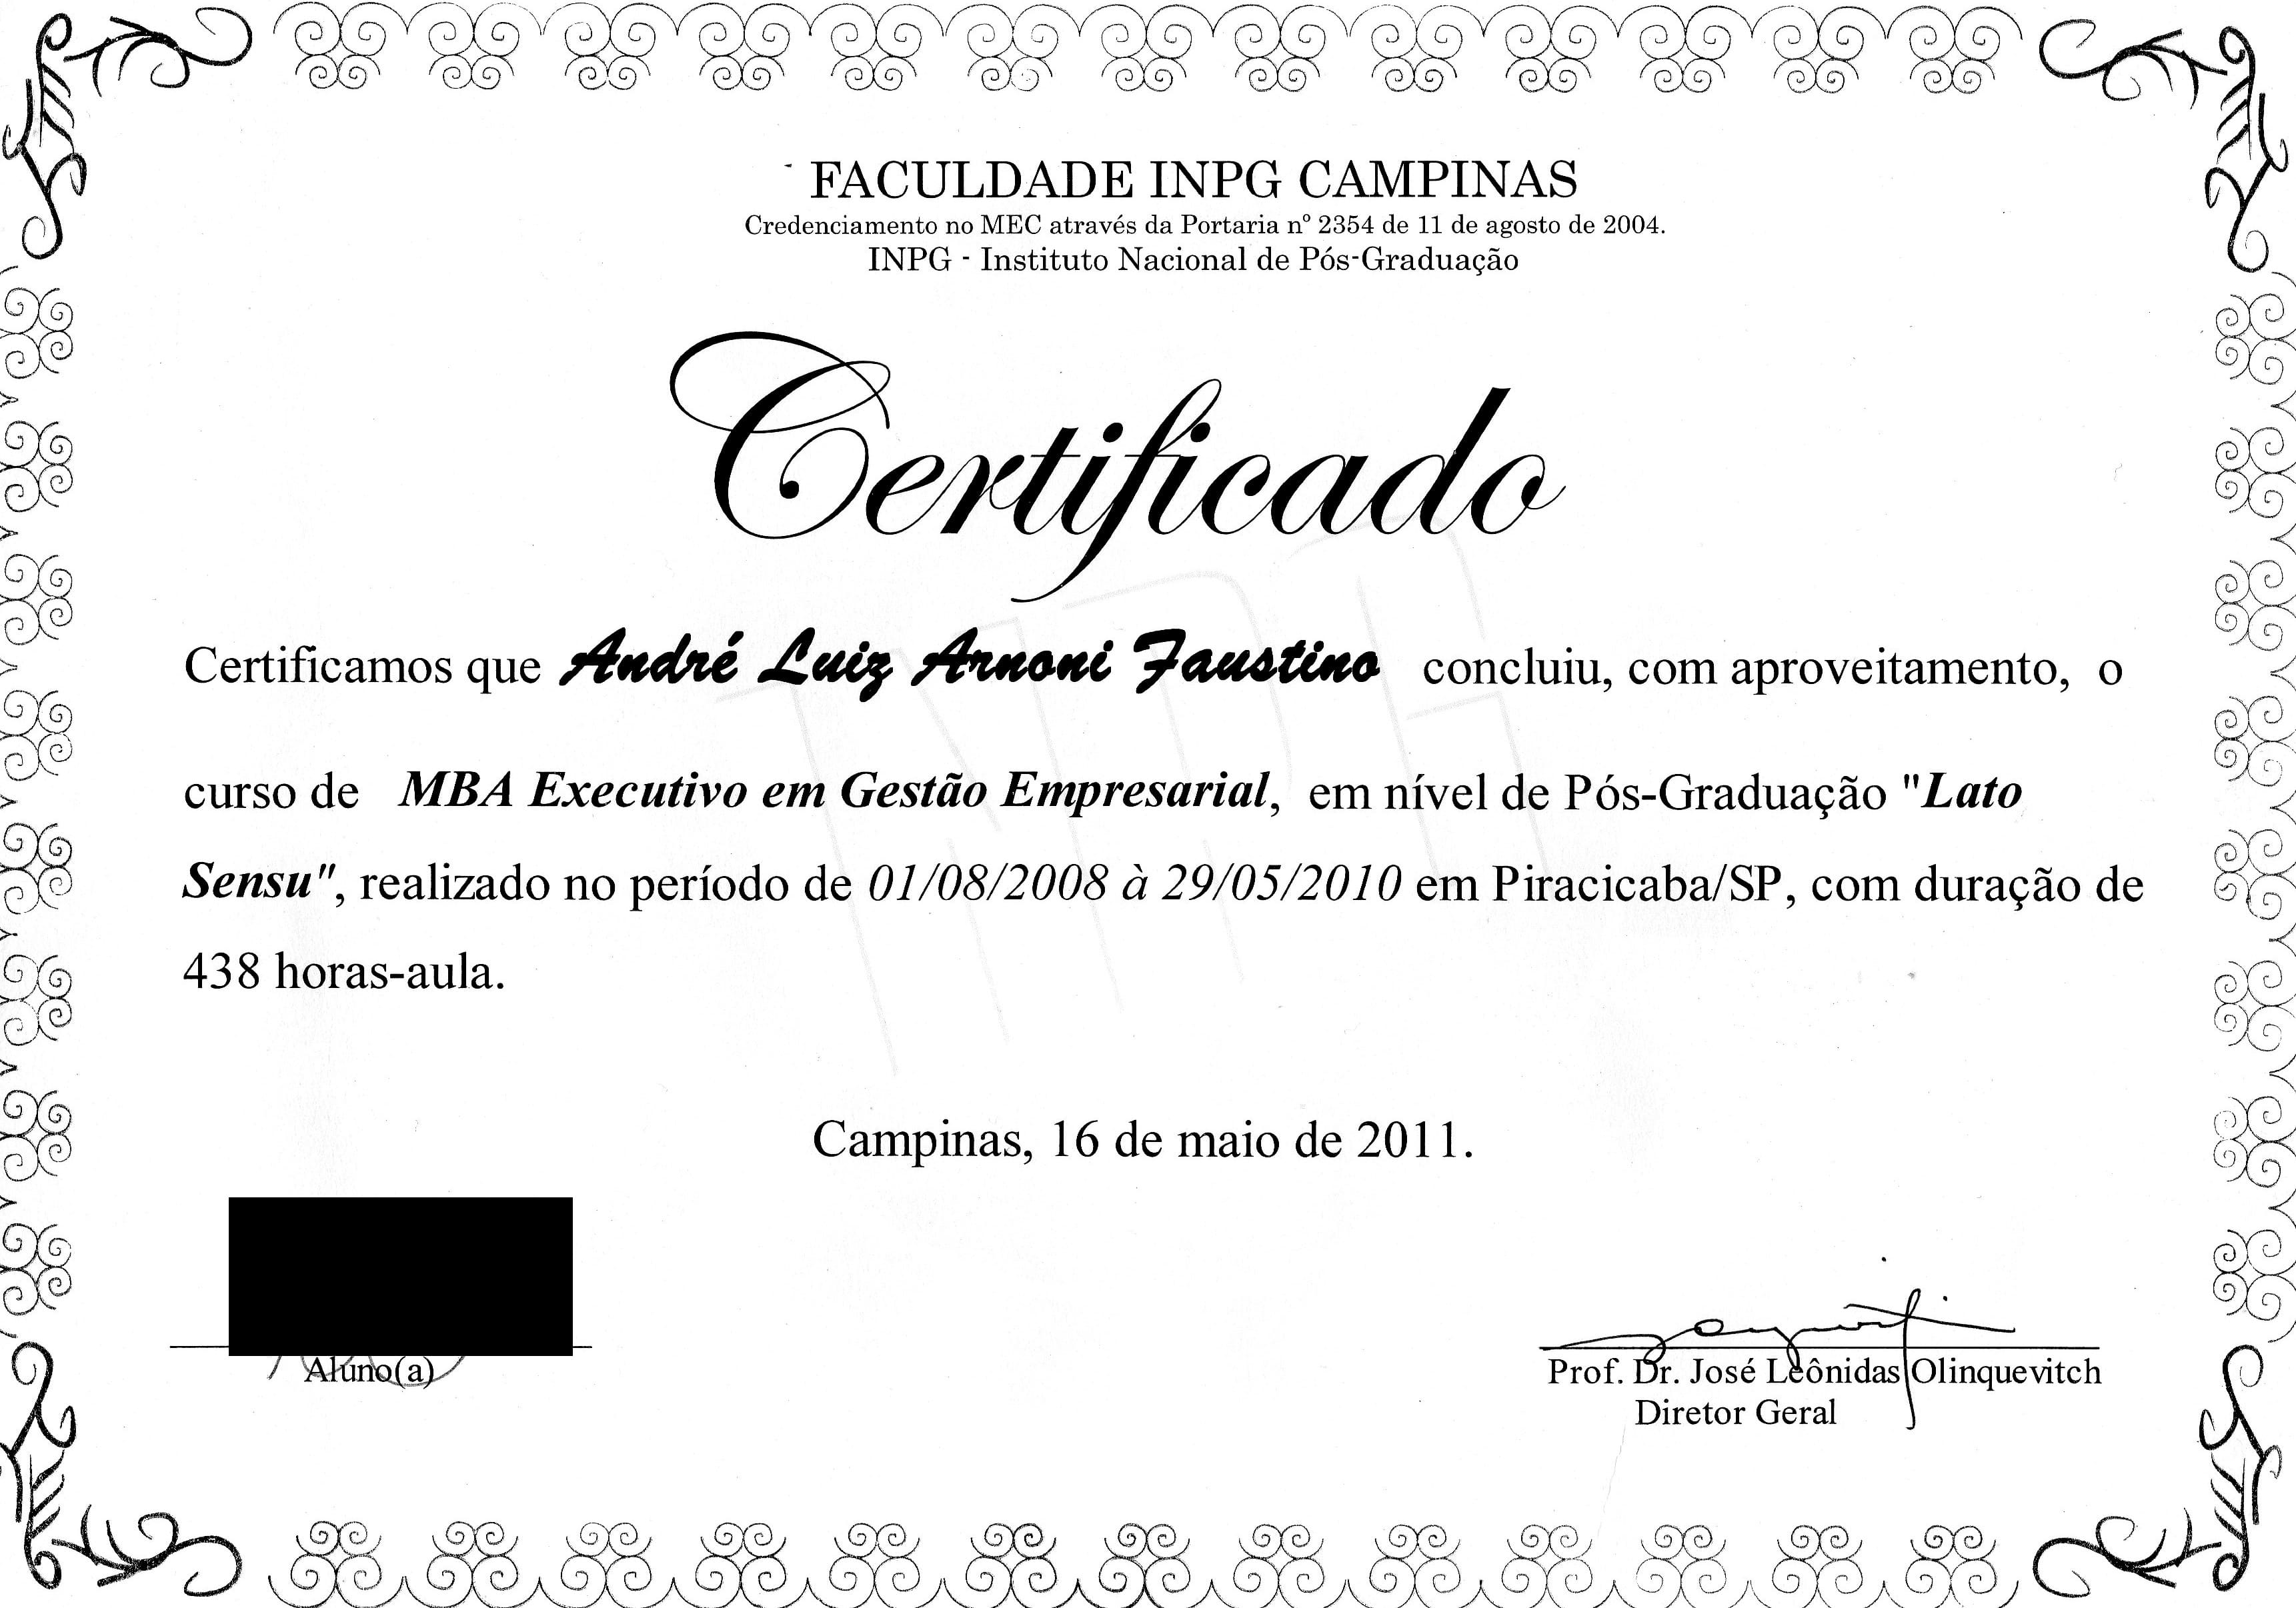 FACULDADE INPG CAMPINAS
Credenciamento no MEC através da Portaria nº 2354 de 11 de agosto de 2004.
INPG - Instituto Nacional de Pós-Graduação
Certificado
Certificamos que André Luiz Arnoni Faustino concluiu, com aproveitamento, o
curso de MBA Executivo em Gestão Empresarial, em nível de Pós-Graduação "Lato
Sensu", realizado no período de 01/08/2008 à 29/05/2010 em Piracicaba/SP, com duração de
438 horas-aula.
INPG
Campinas, 16 de maio de 2011.
Aluno(a)
Prof. Dr. José Leônidas Olinquevitch
Diretor Geral